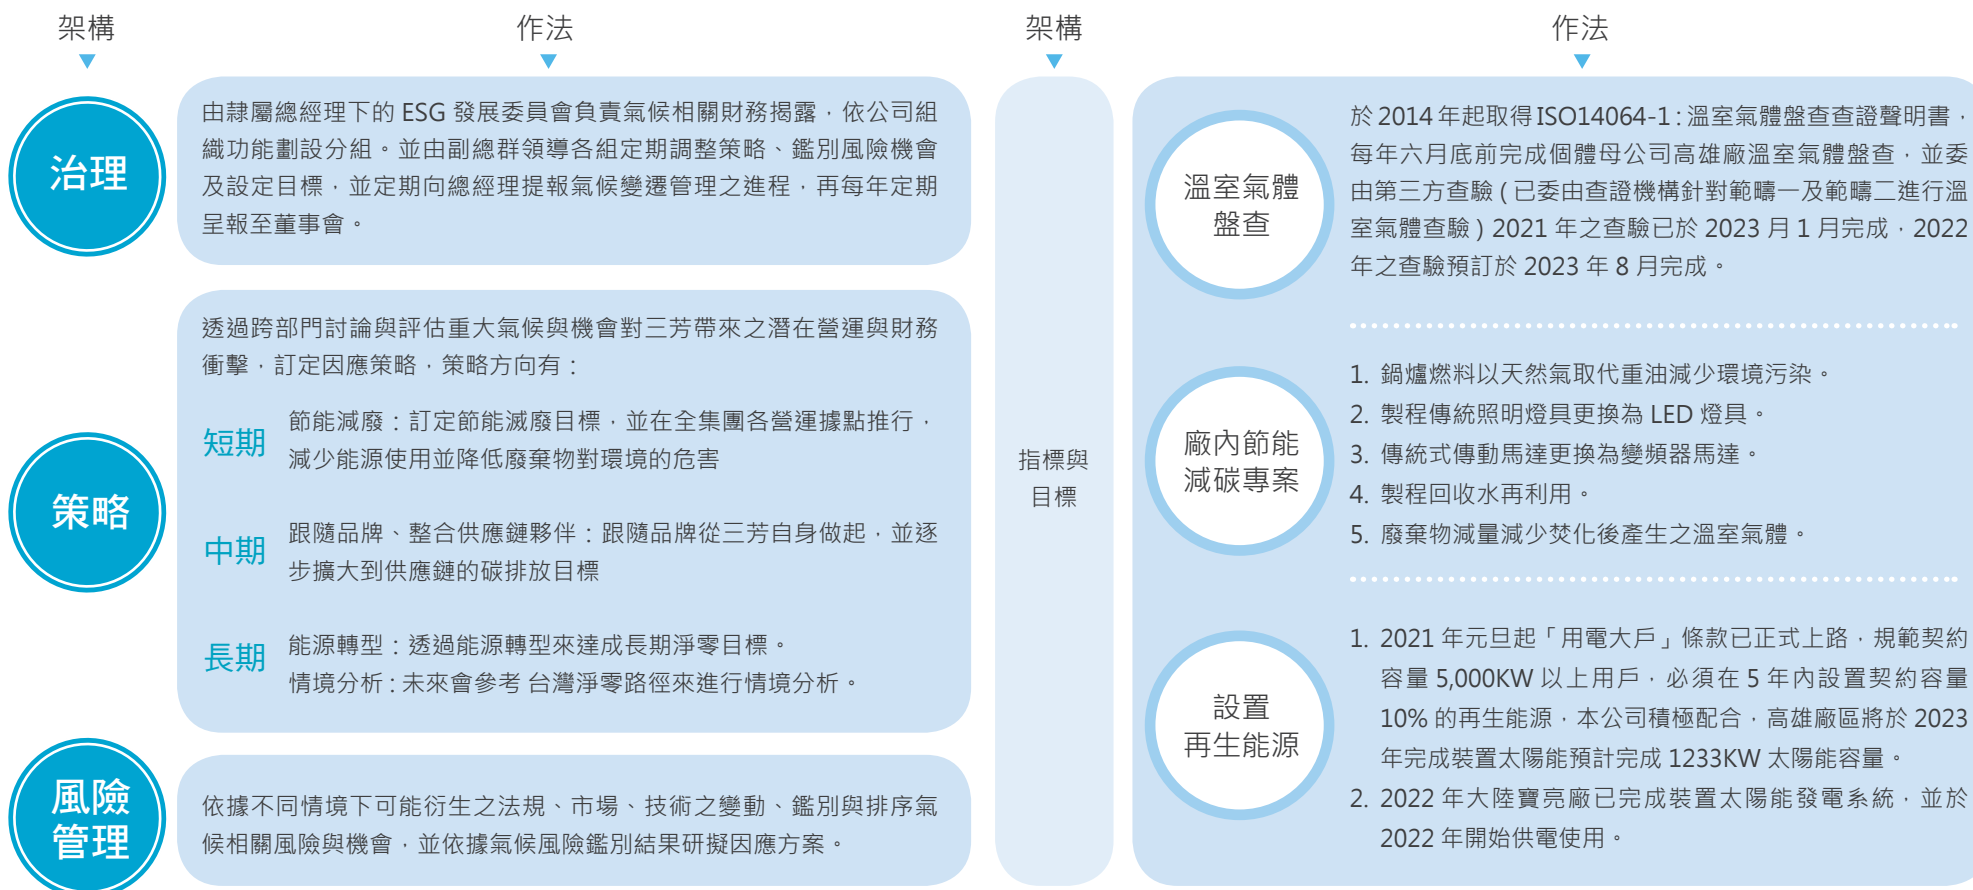 架構
作法
治理
由隷屬總經理下的 ESG 發展委員會負責氣候相關財務揭露，依公司組
織功能劃設分組。並由副總群領導各組定期調整策略、鑑別風險機會
及設定目標，並定期向總經理提報氣候變遷管理之進程，再每年定期
呈報至董事會。
策略
透過跨部門討論與評估重大氣候與機會對三芳帶來之潛在營運與財務
衝擊，訂定因應策略，策略方向有：
短期
節能減廢：訂定節能滅廢目標，並在全集團各營運據點推行，
減少能源使用並降低廢棄物對環境的危害
中期
跟隨品牌、整合供應鏈夥伴：跟隨品牌從三芳自身做起，並逐
步擴大到供應鏈的碳排放目標
長期
能源轉型：透過能源轉型來達成長期淨零目標。
情境分析：未來會參考 台灣淨零路徑來進行情境分析。
風險
管理
依據不同情境下可能衍生之法規、市場、技術之變動、鑑別與排序氣
候相關風險與機會，並依據氣候風險鑑別結果研擬因應方案。
架構
作法
指標與
目標
溫室氣體
盤查
於 2014 年起取得 ISO14064-1：溫室氣體盤查查證聲明書，
每年六月底前完成個體母公司高雄廠溫室氣體盤查，並委
由第三方查驗 ( 已委由查證機構針對範疇一及範疇二進行溫
室氣體查驗 ) 2021 年之查驗已於 2023 月 1 月完成，2022
年之查驗預訂於 2023 年 8 月完成。
廠內節能
減碳專案
1. 鍋爐燃料以天然氣取代重油減少環境污染。
2. 製程傳統照明燈具更換為 LED 燈具。
3. 傳統式傳動馬達更換為變頻器馬達。
4. 製程回收水再利用。
5. 廢棄物減量減少焚化後產生之溫室氣體。
設置
再生能源
1. 2021 年元旦起「用電大戶」條款已正式上路，規範契約
容量 5,000KW 以上用戶，必須在 5 年內設置契約容量
10% 的再生能源，本公司積極配合，高雄廠區將於 2023
年完成裝置太陽能預計完成 1233KW 太陽能容量。
2. 2022 年大陸寶亮廠已完成裝置太陽能發電系統，並於
2022 年開始供電使用。